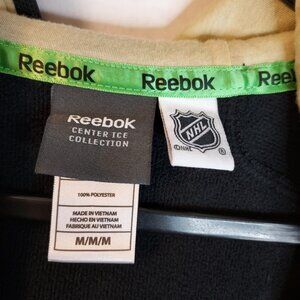 Reebok
Reebok
Ree
Reebok
CENTER ICE
COLLECTION
NHL
©NHL ®
100% POLYESTER
MADE IN VIETNAM
HECHO EN VIETNAM
FABRIQUÉ AU VIETNAM
M/M/M